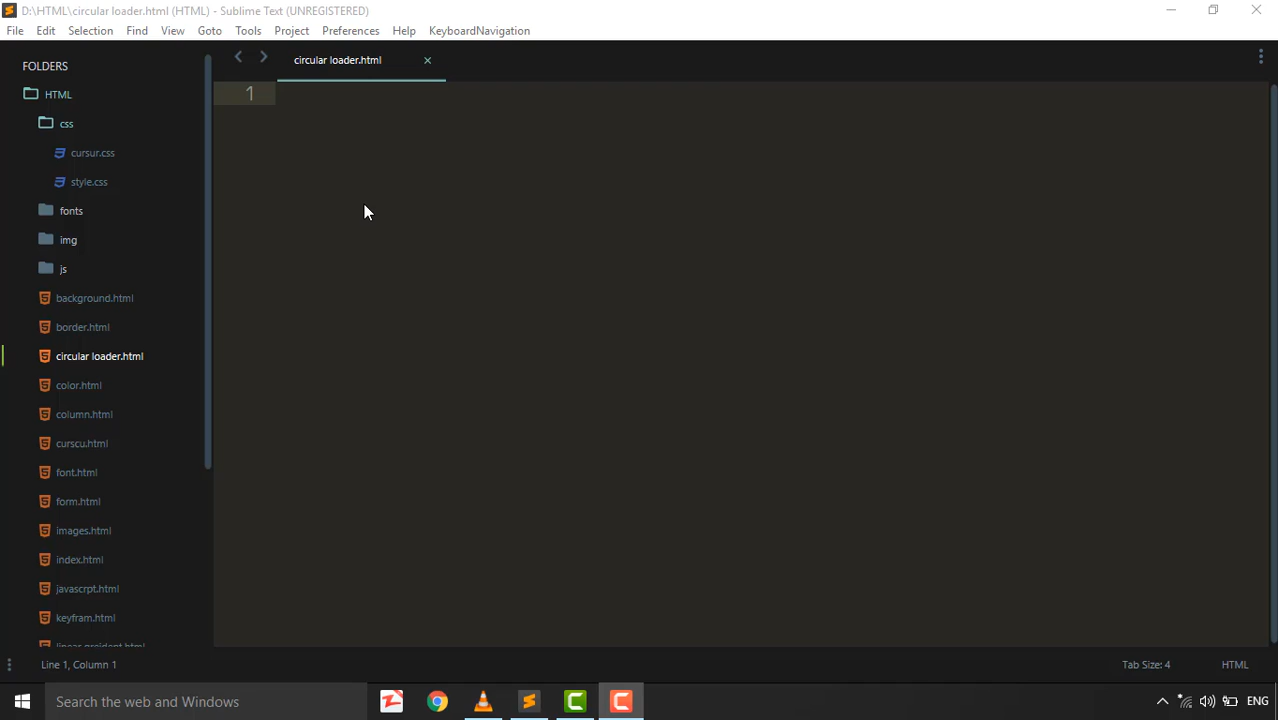 D:\HTML\circular loader.html (HTML) - Sublime Text (UNREGISTERED)
File Edit Selection Find View Goto Tools Project Preferences Help KeyboardNavigation
FOLDERS
circular loader.html ×
HTML
1
css
cursur.css
style.css
fonts
img
js
background.html
border.html
circular loader.html
color.html
column.html
curscu.html
font.html
form.html
images.html
index.html
javascrpt.html
keyfram.html
linear greident.html
Line 1, Column 1
Tab Size: 4
HTML
Search the web and Windows
ENG